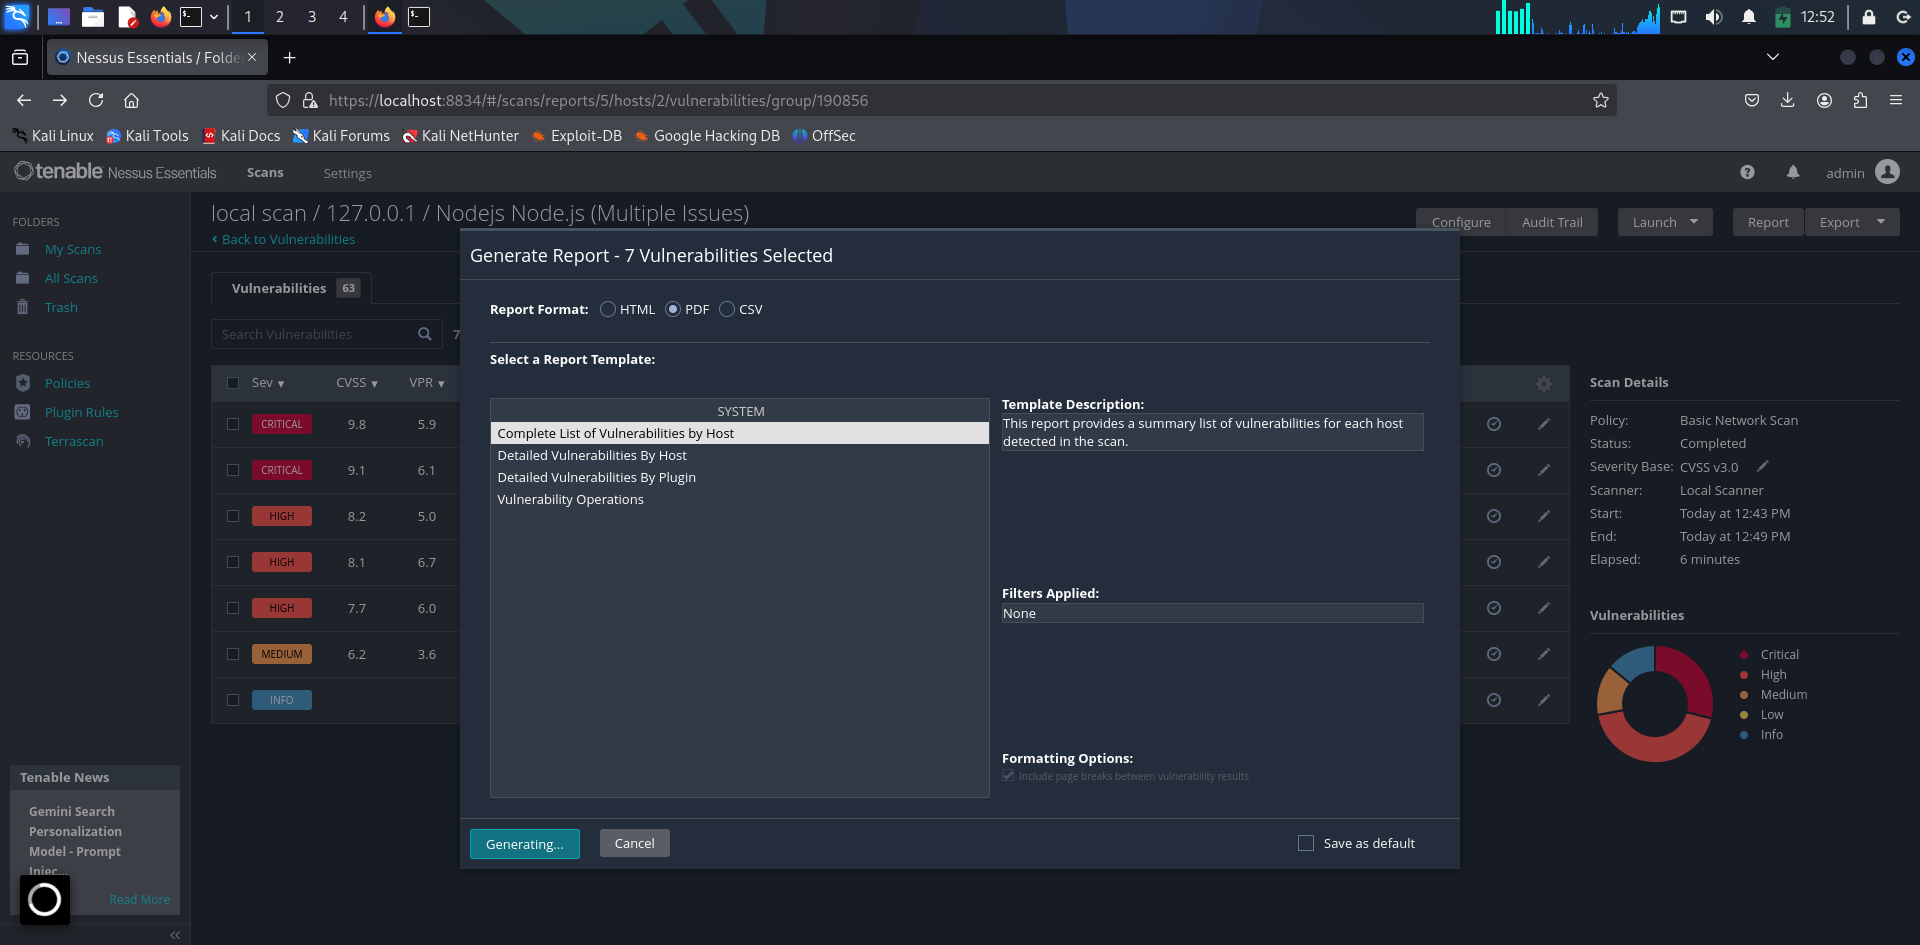 1 2 3 4 12:52
Nessus Essentials / Folde
https://localhost:8834/#/scans/reports/5/hosts/2/vulnerabilities/group/190856
Kali Linux Kali Tools Kali Docs Kali Forums Kali NetHunter Exploit-DB Google Hacking DB OffSec
tenable Nessus Essentials Scans Settings admin
FOLDERS
My Scans
All Scans
Trash
RESOURCES
Policies
Plugin Rules
Terrascan
Tenable News
Gemini Search
Personalization
Model - Prompt
Injec...
Read More
local scan / 127.0.0.1 / Nodejs Node.js (Multiple Issues)
Configure Audit Trail Launch Report Export
Back to Vulnerabilities
Vulnerabilities 63
Search Vulnerabilities 7
Sev CVSS VPR
CRITICAL 9.8 5.9
CRITICAL 9.1 6.1
HIGH 8.2 5.0
HIGH 8.1 6.7
HIGH 7.7 6.0
MEDIUM 6.2 3.6
INFO
Generate Report - 7 Vulnerabilities Selected
Report Format: HTML PDF CSV
Select a Report Template:
SYSTEM
Complete List of Vulnerabilities by Host
Detailed Vulnerabilities By Host
Detailed Vulnerabilities By Plugin
Vulnerability Operations
Template Description:
This report provides a summary list of vulnerabilities for each host
detected in the scan.
Filters Applied:
None
Formatting Options:
Include page breaks between vulnerability results
Generating... Cancel Save as default
Scan Details
Policy: Basic Network Scan
Status: Completed
Severity Base: CVSS v3.0
Scanner: Local Scanner
Start: Today at 12:43 PM
End: Today at 12:49 PM
Elapsed: 6 minutes
Vulnerabilities
Critical
High
Medium
Low
Info